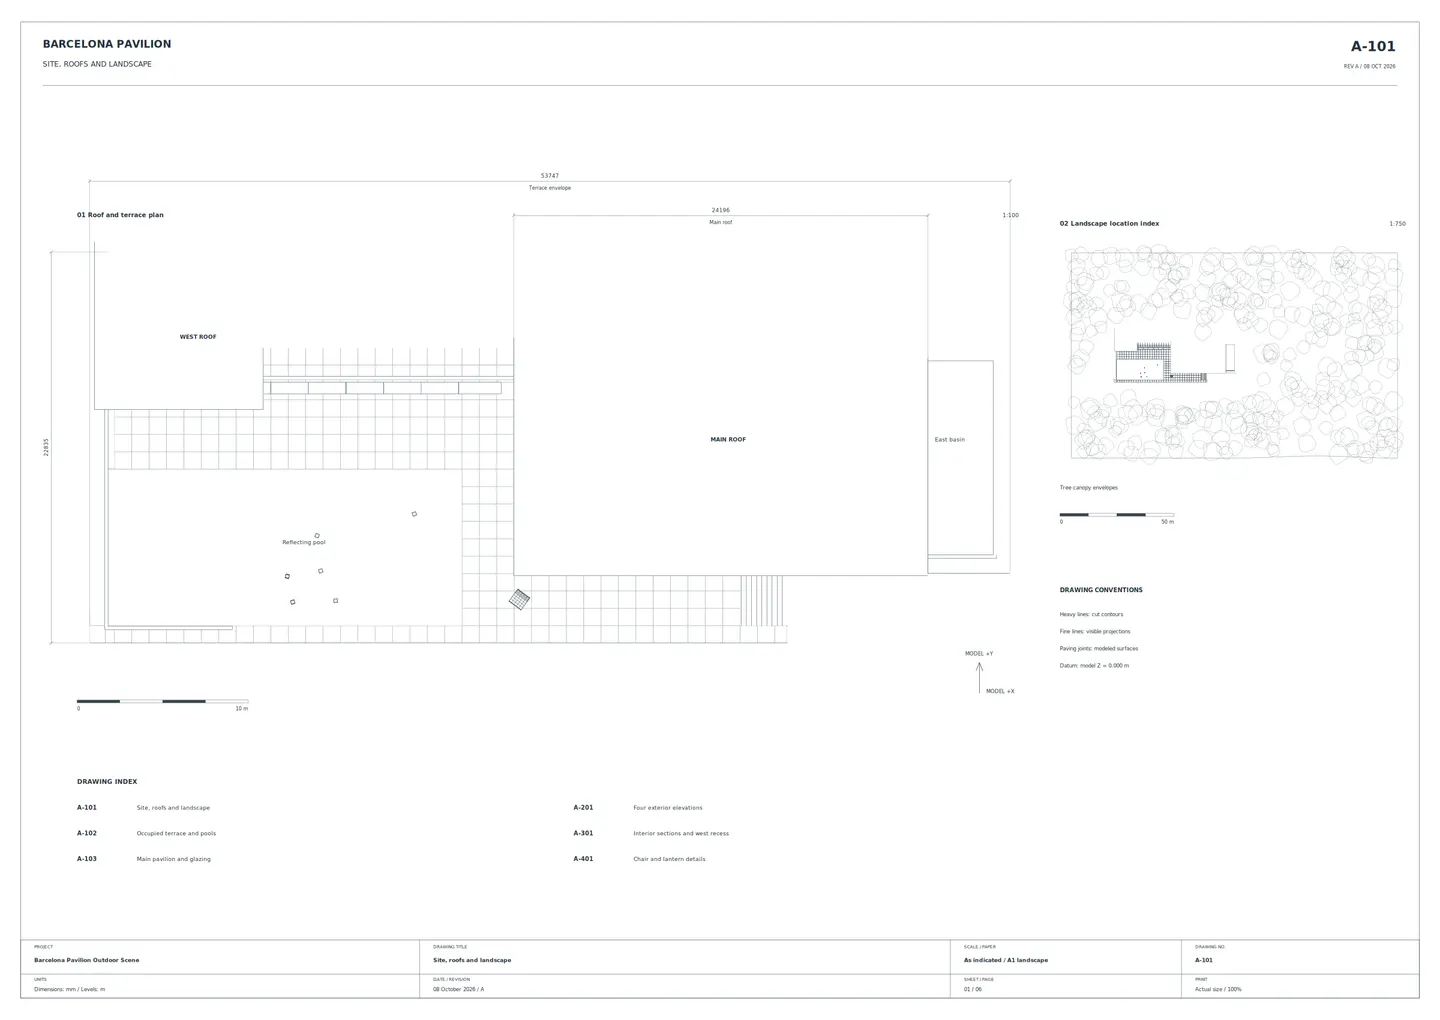 BARCELONA PAVILION
A-101
SITE, ROOFS AND LANDSCAPE
REV A / 08 OCT 2026
53747
Terrace envelope
01 Roof and terrace plan
24196
Main roof
1:100
02 Landscape location index
1:750
WEST ROOF
22835
MAIN ROOF
East basin
Reflecting pool
Tree canopy envelopes
0
50 m
DRAWING CONVENTIONS
Heavy lines: cut contours
Fine lines: visible projections
Paving joints: modeled surfaces
Datum: model Z = 0.000 m
MODEL +Y
MODEL +X
0
10 m
DRAWING INDEX
A-101 Site, roofs and landscape
A-102 Occupied terrace and pools
A-103 Main pavilion and glazing
A-201 Four exterior elevations
A-301 Interior sections and west recess
A-401 Chair and lantern details
PROJECT
Barcelona Pavilion Outdoor Scene
DRAWING TITLE
Site, roofs and landscape
SCALE / PAPER
As indicated / A1 landscape
DRAWING NO.
A-101
UNITS
Dimensions: mm / Levels: m
DATE / REVISION
08 October 2026 / A
SHEET / PAGE
01 / 06
PRINT
Actual size / 100%